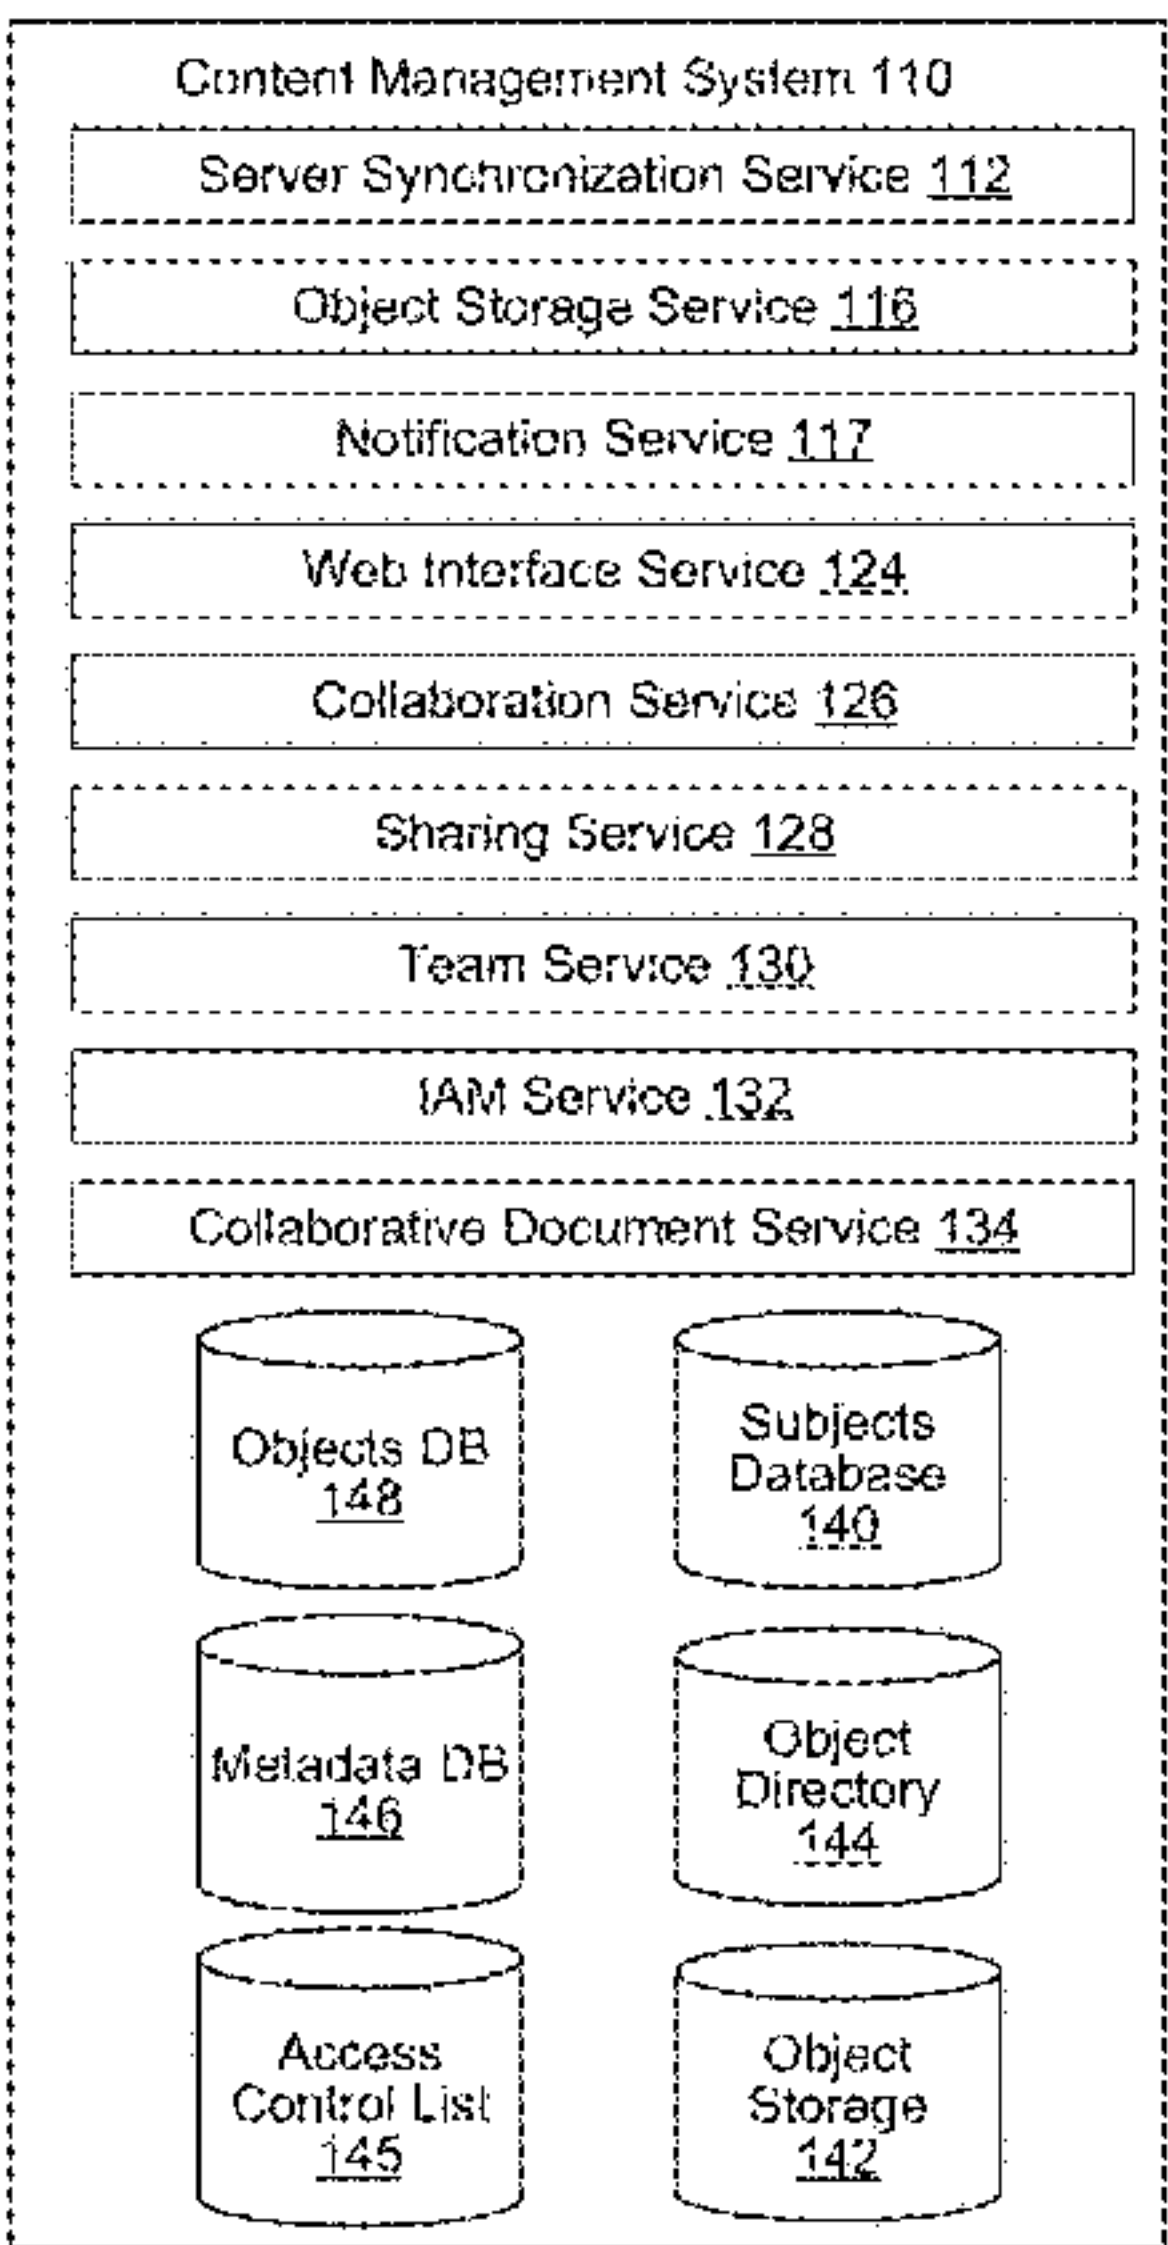 Content Management System 110
Server Synchronization Service 112
Object Storage Service 116
Notification Service 117
Web Interface Service 124
Collaboration Service 126
Sharing Service 128
Team Service 130
IAM Service 132
Collaborative Document Service 134
Objects DB
148
Subjects
Database
140
Metadata DB
146
Object
Directory
144
Access
Control List
145
Object
Storage
142